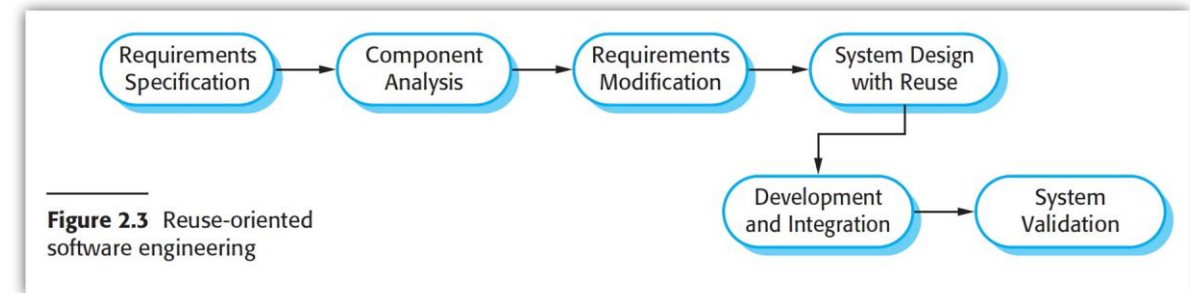 Requirements
Specification
Component
Analysis
Requirements
Modification
System Design
with Reuse
Development
and Integration
System
Validation
Figure 2.3 Reuse-oriented
software engineering